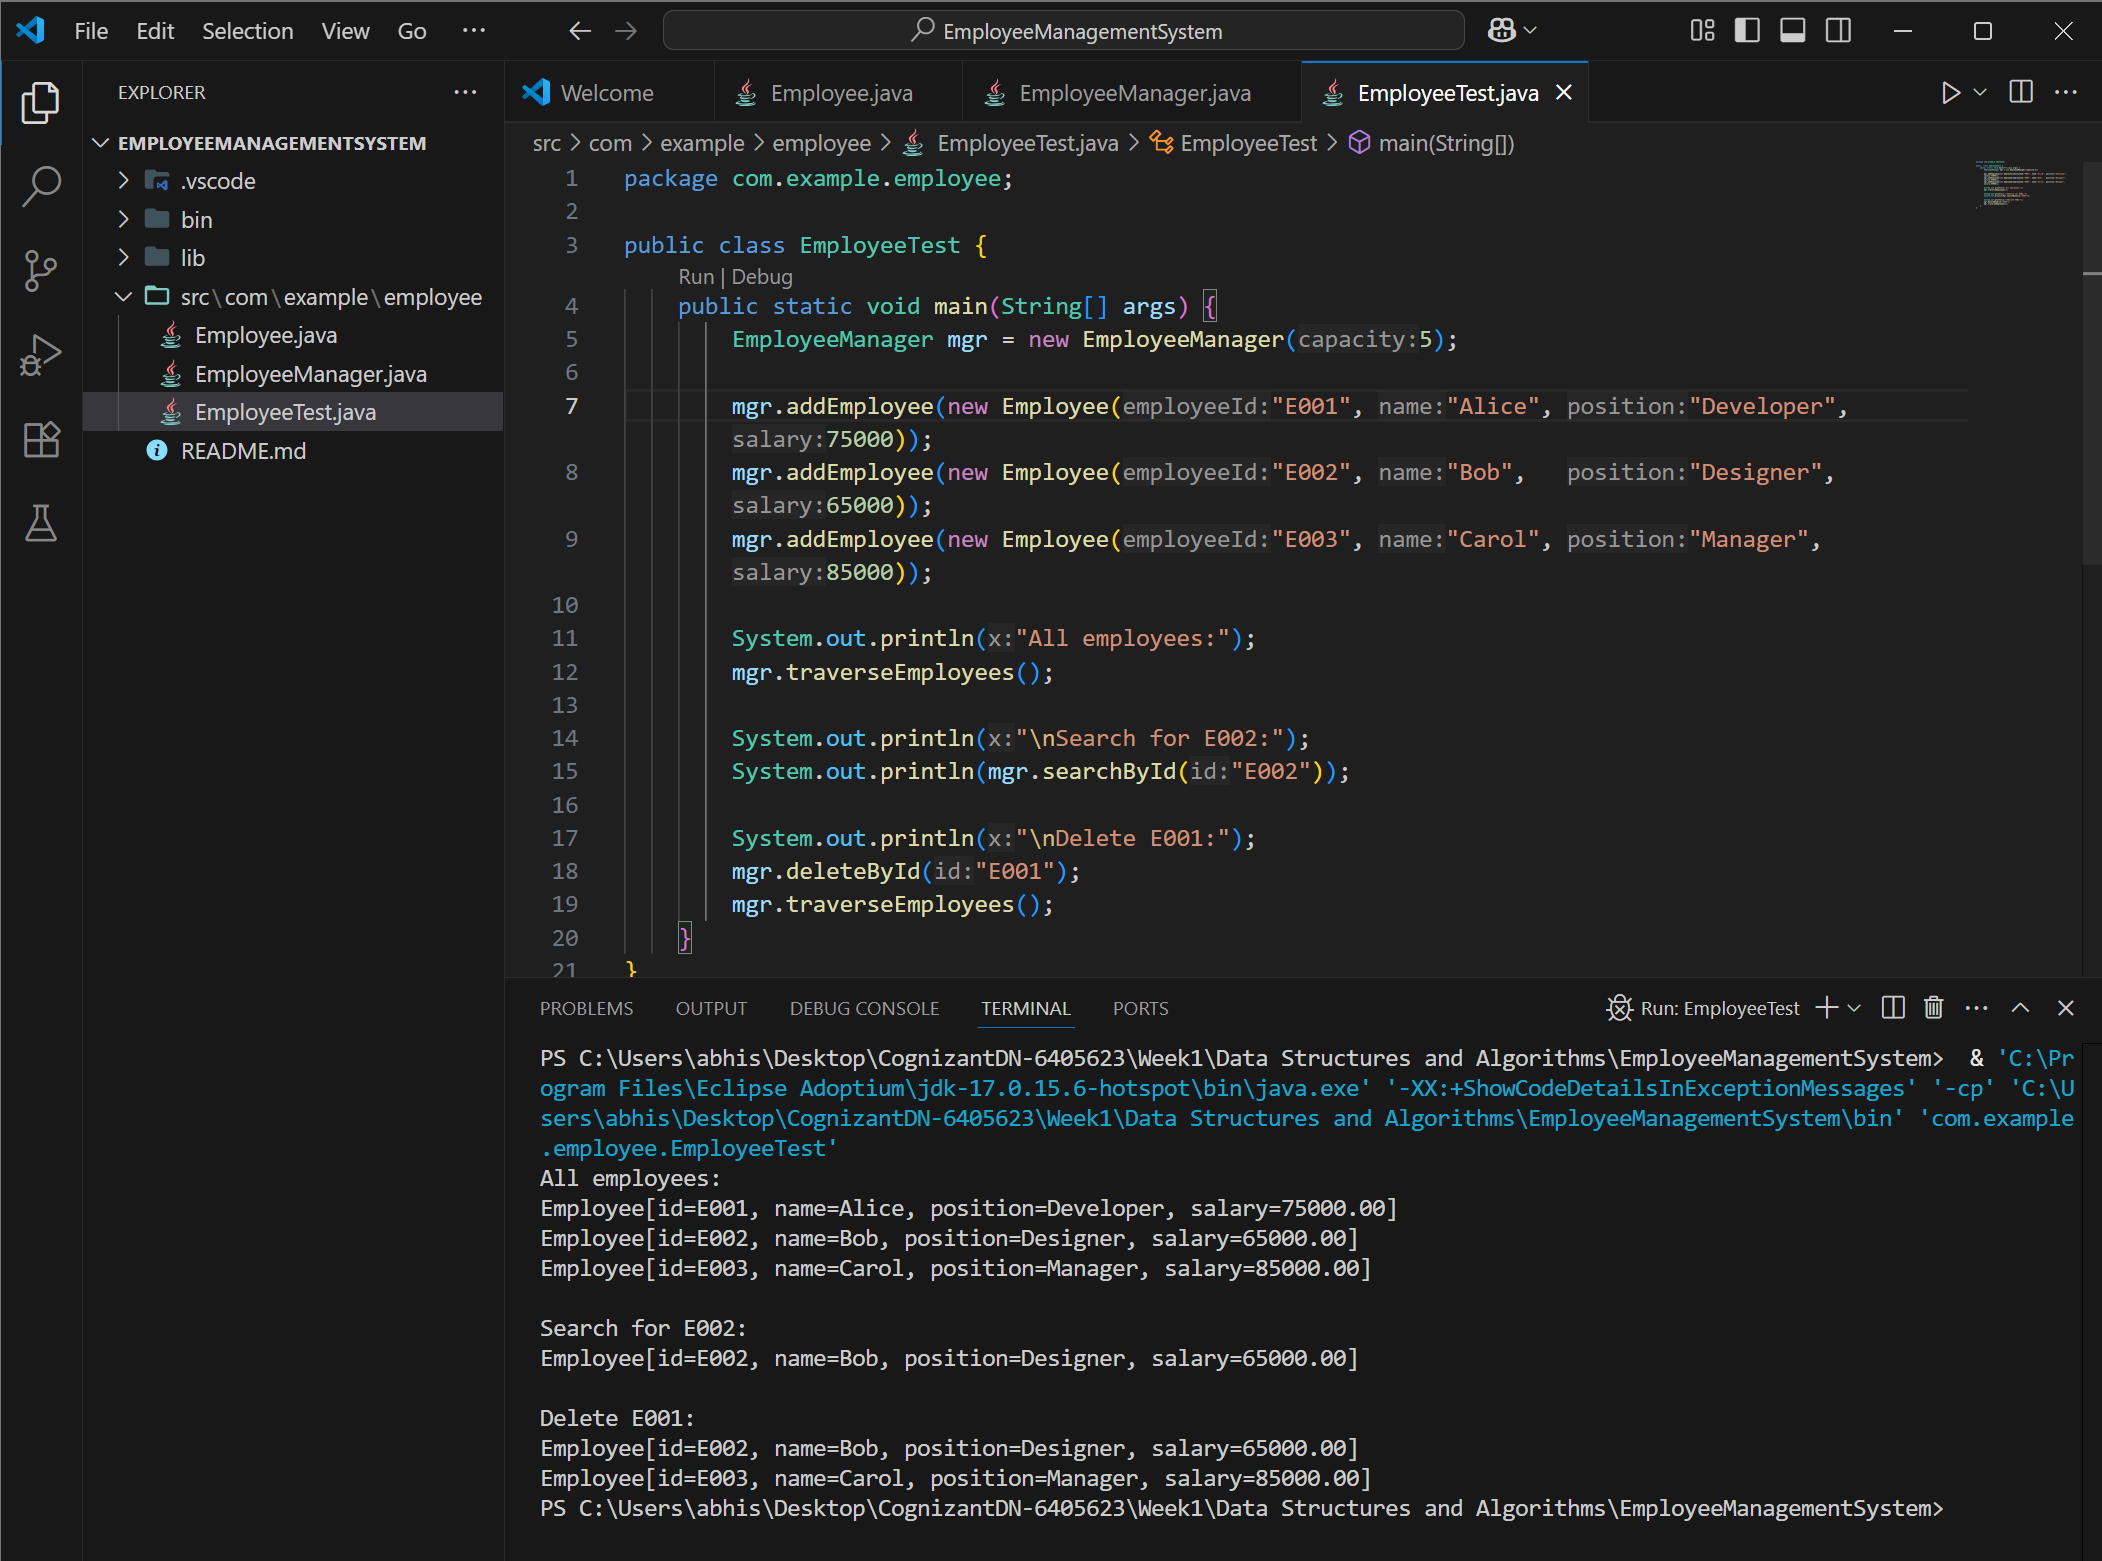 File Edit Selection View Go ··· EmployeeManagementSystem
EXPLORER ···
EMPLOYEEMANAGEMENTSYSTEM
.vscode
bin
lib
src\com\example\employee
Employee.java
EmployeeManager.java
EmployeeTest.java
README.md
Welcome Employee.java EmployeeManager.java EmployeeTest.java
src > com > example > employee > EmployeeTest.java > EmployeeTest > main(String[])
1 package com.example.employee;
2
3 public class EmployeeTest {
Run | Debug
4 public static void main(String[] args) {
5 EmployeeManager mgr = new EmployeeManager(capacity:5);
6
7 mgr.addEmployee(new Employee(employeeId:"E001", name:"Alice", position:"Developer",
salary:75000));
8 mgr.addEmployee(new Employee(employeeId:"E002", name:"Bob",   position:"Designer",
salary:65000));
9 mgr.addEmployee(new Employee(employeeId:"E003", name:"Carol", position:"Manager",
salary:85000));
10
11 System.out.println(x:"All employees:");
12 mgr.traverseEmployees();
13
14 System.out.println(x:"\nSearch for E002:");
15 System.out.println(mgr.searchById(id:"E002"));
16
17 System.out.println(x:"\nDelete E001:");
18 mgr.deleteById(id:"E001");
19 mgr.traverseEmployees();
20 }
21 }
PROBLEMS OUTPUT DEBUG CONSOLE TERMINAL PORTS Run: EmployeeTest
PS C:\Users\abhis\Desktop\CognizantDN-6405623\Week1\Data Structures and Algorithms\EmployeeManagementSystem>  & 'C:\Pr
ogram Files\Eclipse Adoptium\jdk-17.0.15.6-hotspot\bin\java.exe' '-XX:+ShowCodeDetailsInExceptionMessages' '-cp' 'C:\U
sers\abhis\Desktop\CognizantDN-6405623\Week1\Data Structures and Algorithms\EmployeeManagementSystem\bin' 'com.example
.employee.EmployeeTest'
All employees:
Employee[id=E001, name=Alice, position=Developer, salary=75000.00]
Employee[id=E002, name=Bob, position=Designer, salary=65000.00]
Employee[id=E003, name=Carol, position=Manager, salary=85000.00]

Search for E002:
Employee[id=E002, name=Bob, position=Designer, salary=65000.00]

Delete E001:
Employee[id=E002, name=Bob, position=Designer, salary=65000.00]
Employee[id=E003, name=Carol, position=Manager, salary=85000.00]
PS C:\Users\abhis\Desktop\CognizantDN-6405623\Week1\Data Structures and Algorithms\EmployeeManagementSystem>